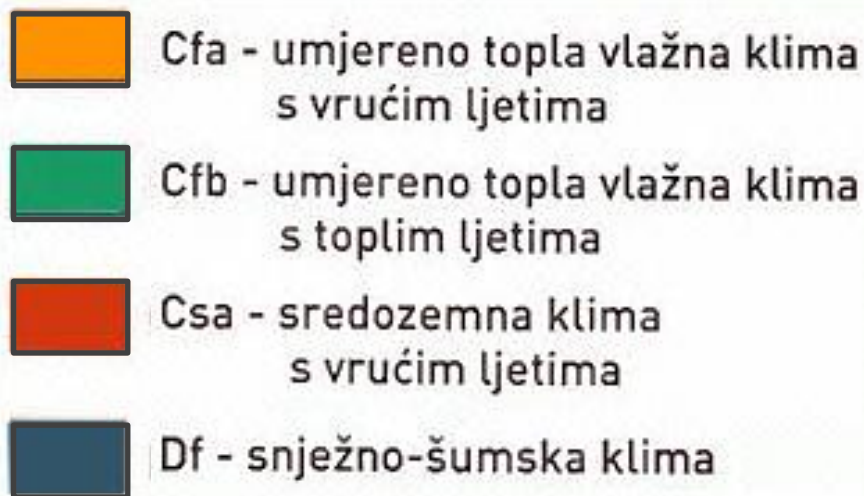 Cfa - umjereno topla vlažna klima
s vrućim ljetima
Cfb - umjereno topla vlažna klima
s toplim ljetima
Csa - sredozemna klima
s vrućim ljetima
Df - snježno-šumska klima